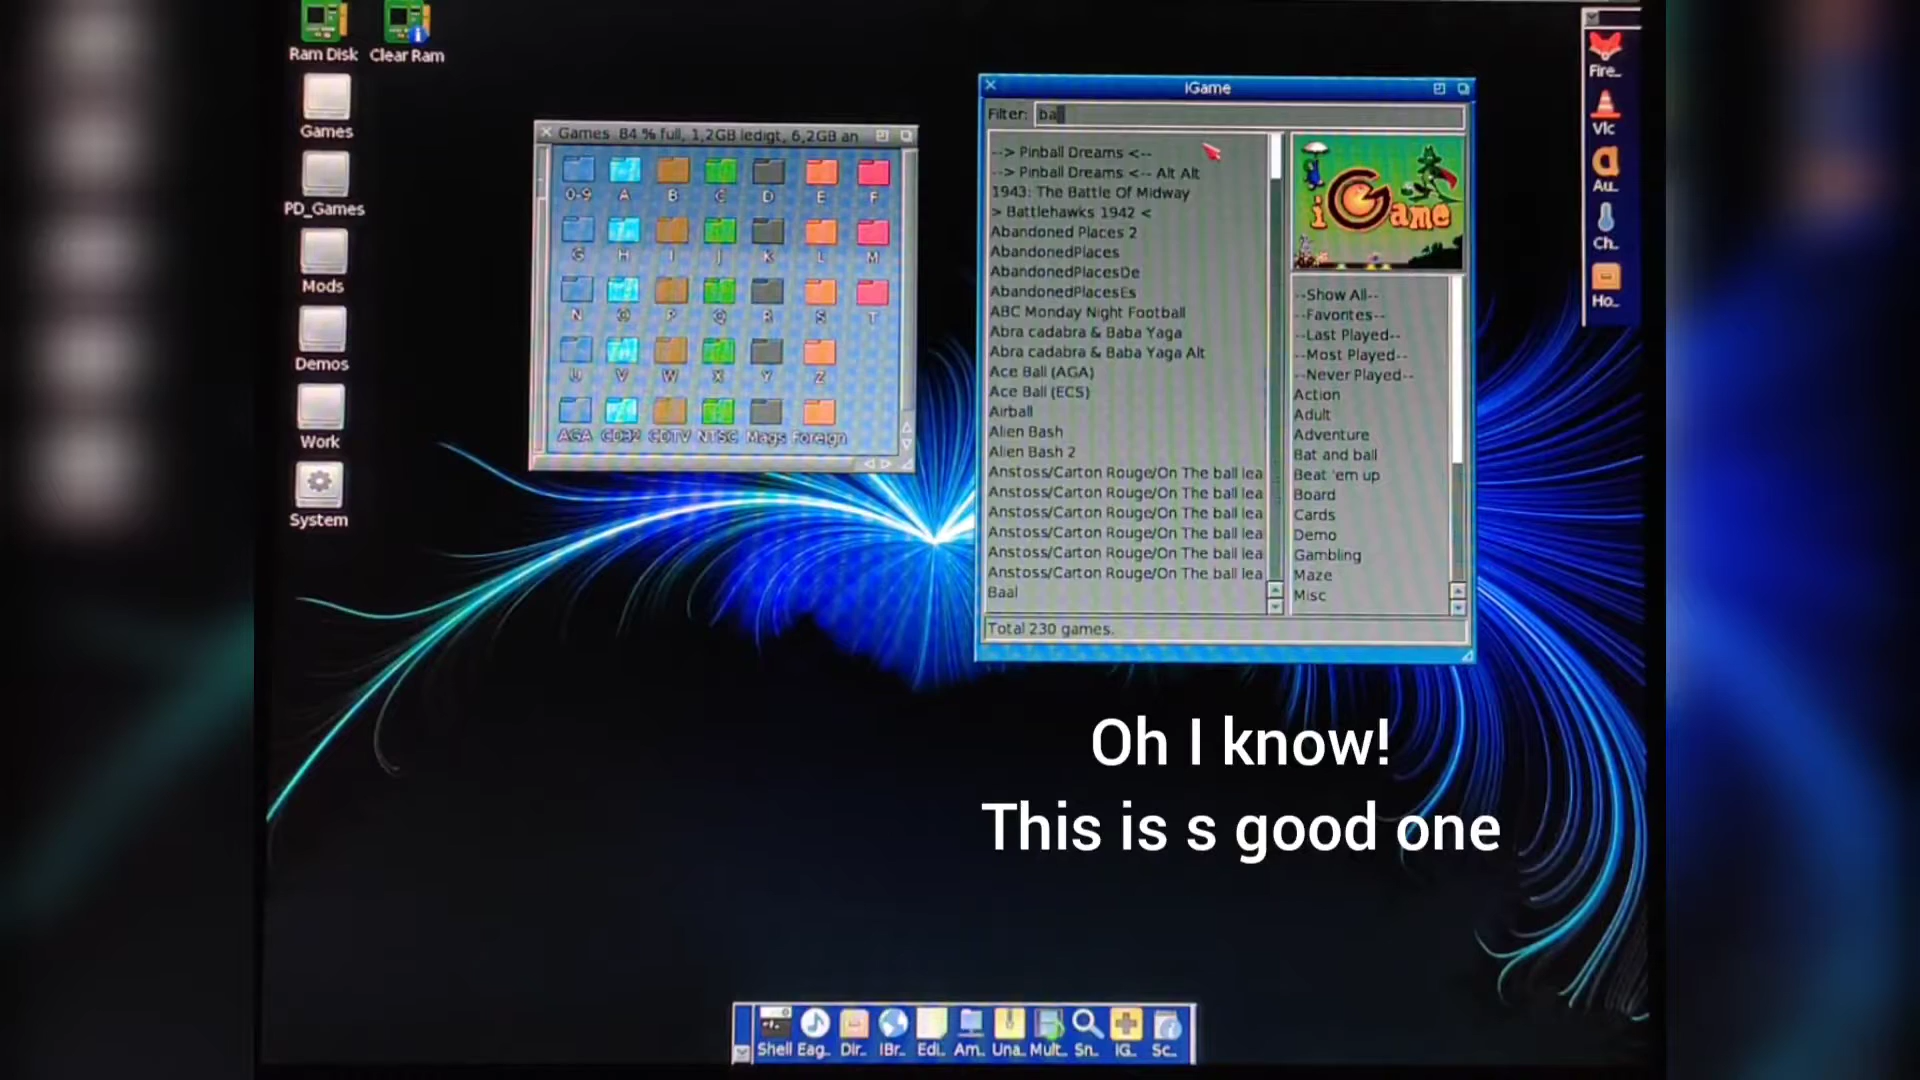 Ram Disk
Clear Ram
Games
PD_Games
Mods
Demos
Work
System
Games 84 % full, 1,2GB ledigt, 6,2GB an
0-9 A B C D E F
G H I J K L M
N O P Q R S T
U V W X Y Z
AGA CD32 CDTV NTSC Mags Foreign
iGame
Filter: ba
--> Pinball Dreams <--
--> Pinball Dreams <-- Alt Alt
1943: The Battle Of Midway
> Battlehawks 1942 <
Abandoned Places 2
AbandonedPlaces
AbandonedPlacesDe
AbandonedPlacesEs
ABC Monday Night Football
Abra cadabra & Baba Yaga
Abra cadabra & Baba Yaga Alt
Ace Ball (AGA)
Ace Ball (ECS)
Airball
Alien Bash
Alien Bash 2
Anstoss/Carton Rouge/On The ball lea
Anstoss/Carton Rouge/On The ball lea
Anstoss/Carton Rouge/On The ball lea
Anstoss/Carton Rouge/On The ball lea
Anstoss/Carton Rouge/On The ball lea
Anstoss/Carton Rouge/On The ball lea
Baal
Total 230 games.
iGame
--Show All--
--Favorites--
--Last Played--
--Most Played--
--Never Played--
Action
Adult
Adventure
Bat and ball
Beat 'em up
Board
Cards
Demo
Gambling
Maze
Misc
Fire..
Vlc
Au..
Ch..
Ho..
Oh I know!
This is s good one
Shell Eag.. Dir.. IBr.. Edi.. Am.. Una.. Mult.. Sn.. IG.. Sc..